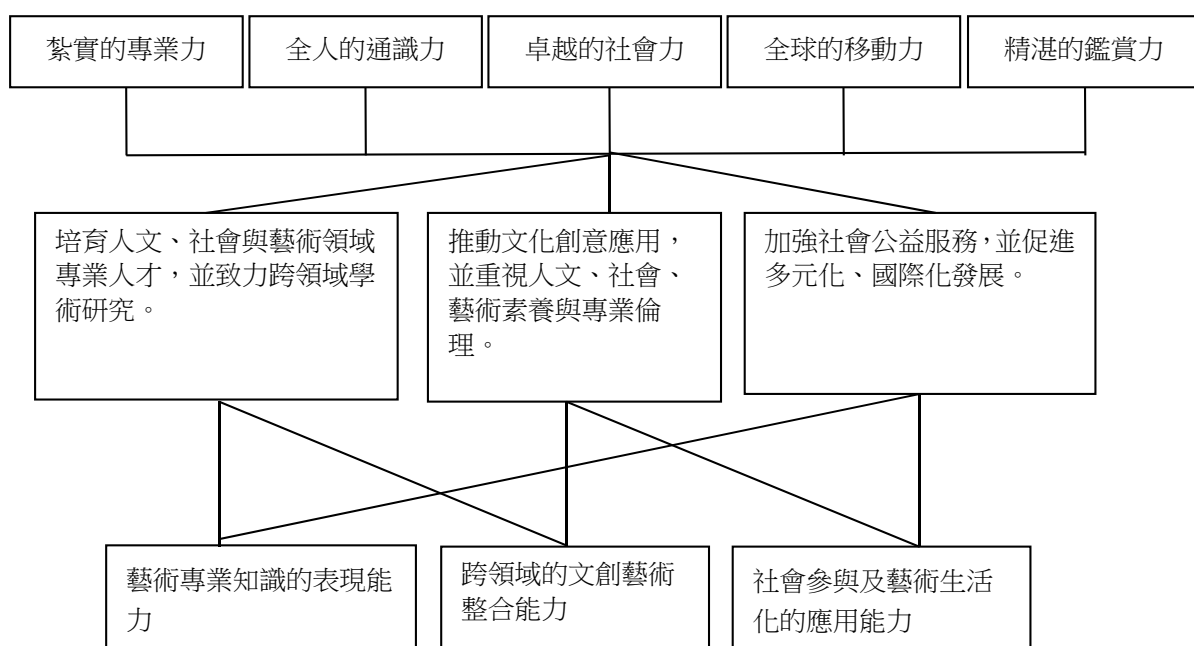 紮實的專業力
全人的通識力
卓越的社會力
全球的移動力
精湛的鑑賞力
培育人文、社會與藝術領域
專業人才，並致力跨領域學
術研究。
推動文化創意應用，
並重視人文、社會、
藝術素養與專業倫
理。
加強社會公益服務，並促進
多元化、國際化發展。
藝術專業知識的表現能
力
跨領域的文創藝術
整合能力
社會參與及藝術生活
化的應用能力